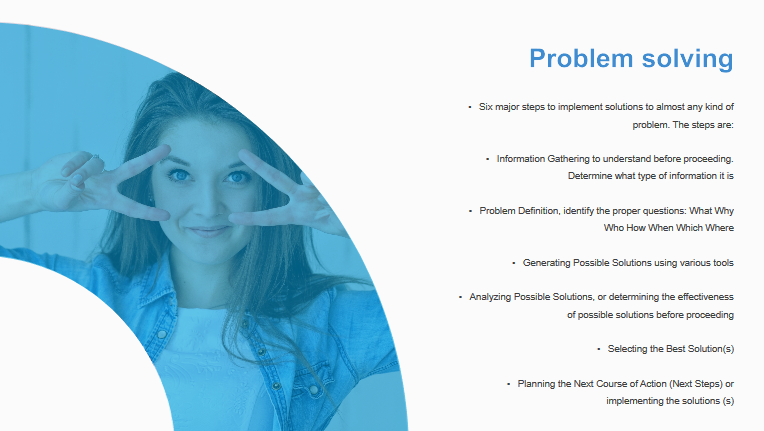 Problem solving
• Six major steps to implement solutions to almost any kind of
problem. The steps are:
• Information Gathering to understand before proceeding.
Determine what type of information it is
• Problem Definition, identify the proper questions: What Why
Who How When Which Where
• Generating Possible Solutions using various tools
• Analyzing Possible Solutions, or determining the effectiveness
of possible solutions before proceeding
• Selecting the Best Solution(s)
• Planning the Next Course of Action (Next Steps) or
implementing the solutions (s)